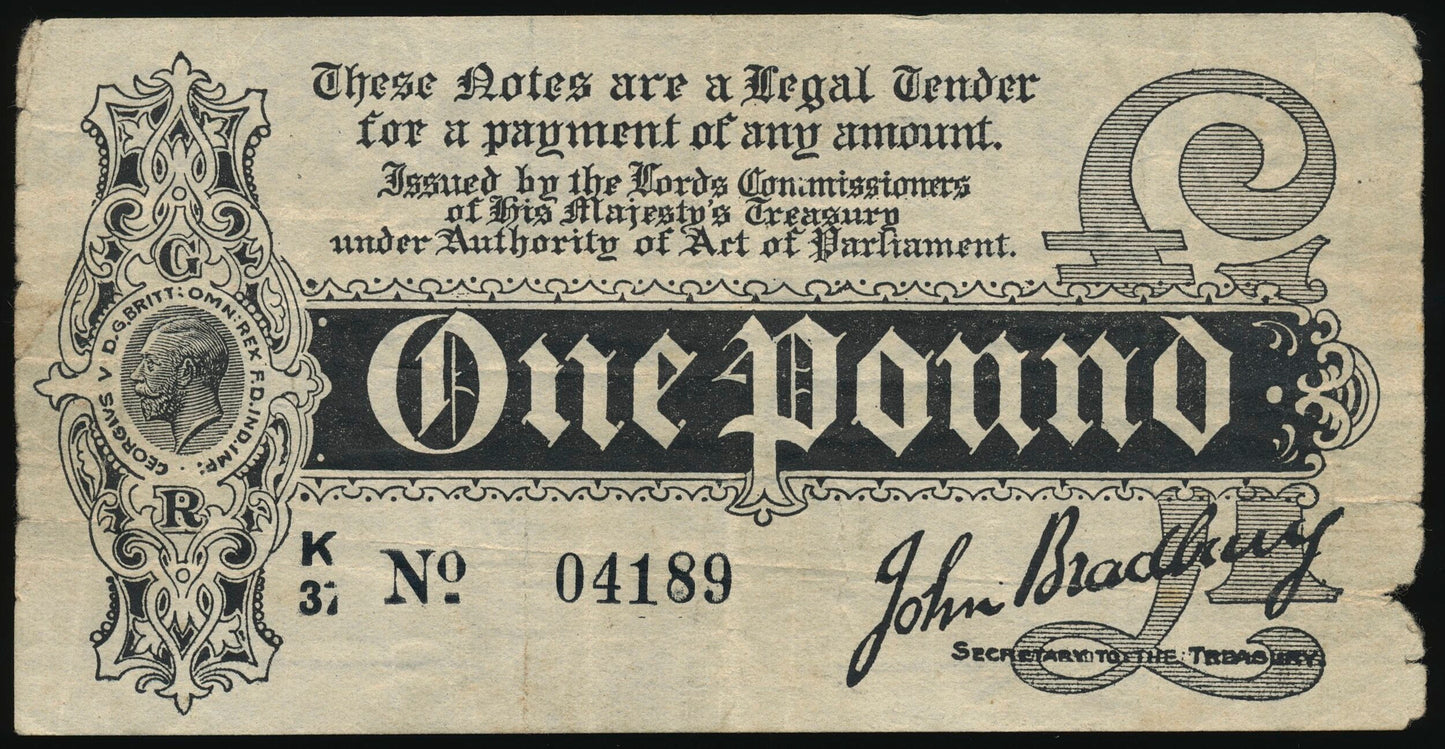 These Notes are a Legal Tender
for a payment of any amount.
Issued by the Lords Commissioners
of His Majesty's Treasury
under Authority of Act of Parliament.
£1
G
GEORGIVS V D.G.BRITT: OMN: REX F.D.IND.IMP:
R
One Pound
K
37
No. 04189
John Bradbury
SECRETARY TO THE TREASURY.
£1